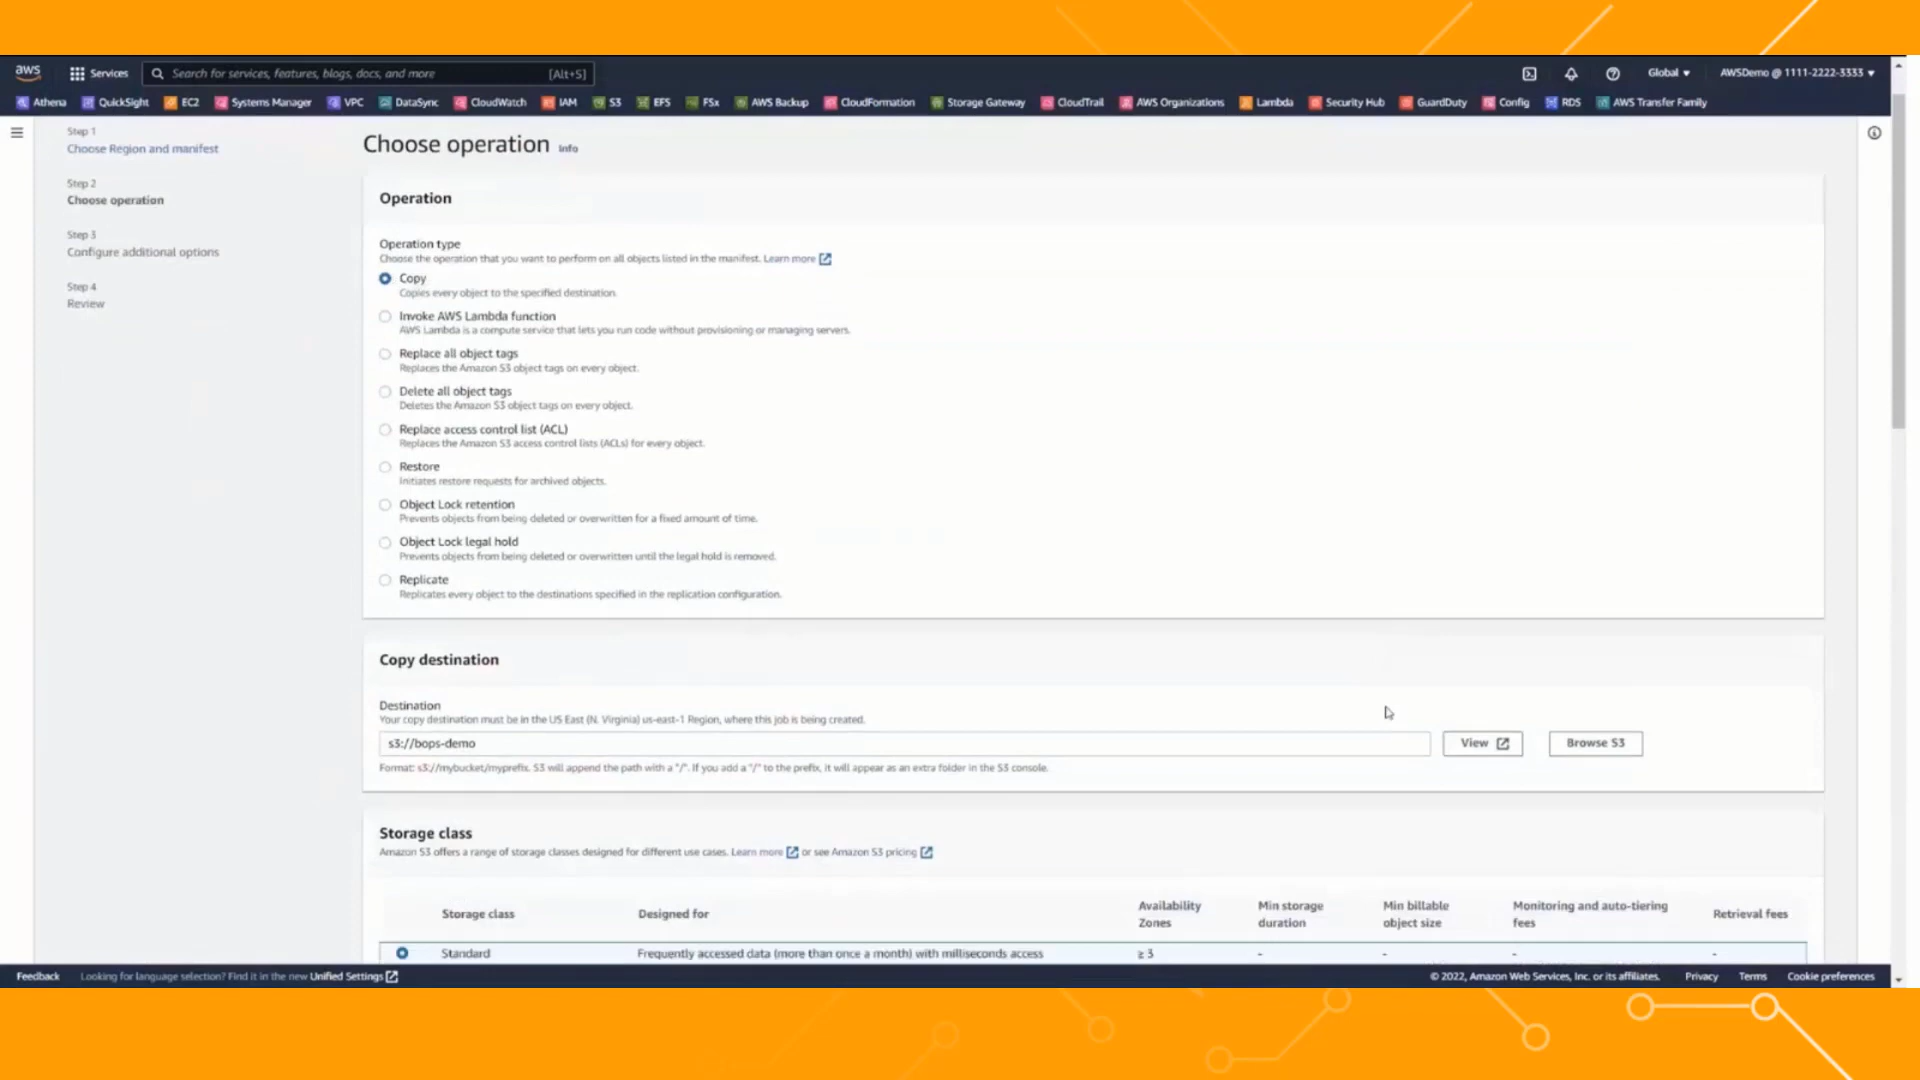 aws Services Search for services, features, blogs, docs, and more [Alt+S] Global ▼ AWSDemo @ 1111-2222-3333 ▼
Athena QuickSight EC2 Systems Manager VPC DataSync CloudWatch IAM S3 EFS FSx AWS Backup CloudFormation Storage Gateway CloudTrail AWS Organizations Lambda Security Hub GuardDuty Config RDS AWS Transfer Family
Step 1
Choose Region and manifest
Step 2
Choose operation
Step 3
Configure additional options
Step 4
Review
Choose operation Info
Operation
Operation type
Choose the operation that you want to perform on all objects listed in the manifest. Learn more
Copy
Copies every object to the specified destination.
Invoke AWS Lambda function
AWS Lambda is a compute service that lets you run code without provisioning or managing servers.
Replace all object tags
Replaces the Amazon S3 object tags on every object.
Delete all object tags
Deletes the Amazon S3 object tags on every object.
Replace access control list (ACL)
Replaces the Amazon S3 access control lists (ACLs) for every object.
Restore
Initiates restore requests for archived objects.
Object Lock retention
Prevents objects from being deleted or overwritten for a fixed amount of time.
Object Lock legal hold
Prevents objects from being deleted or overwritten until the legal hold is removed.
Replicate
Replicates every object to the destinations specified in the replication configuration.
Copy destination
Destination
Your copy destination must be in the US East (N. Virginia) us-east-1 Region, where this job is being created.
s3://bops-demo View Browse S3
Format: s3://mybucket/myprefix. S3 will append the path with a "/". If you add a "/" to the prefix, it will appear as an extra folder in the S3 console.
Storage class
Amazon S3 offers a range of storage classes designed for different use cases. Learn more or see Amazon S3 pricing
Storage class Designed for Availability Zones Min storage duration Min billable object size Monitoring and auto-tiering fees Retrieval fees
Standard Frequently accessed data (more than once a month) with milliseconds access ≥ 3 - - - -
Feedback Looking for language selection? Find it in the new Unified Settings © 2022, Amazon Web Services, Inc. or its affiliates. Privacy Terms Cookie preferences